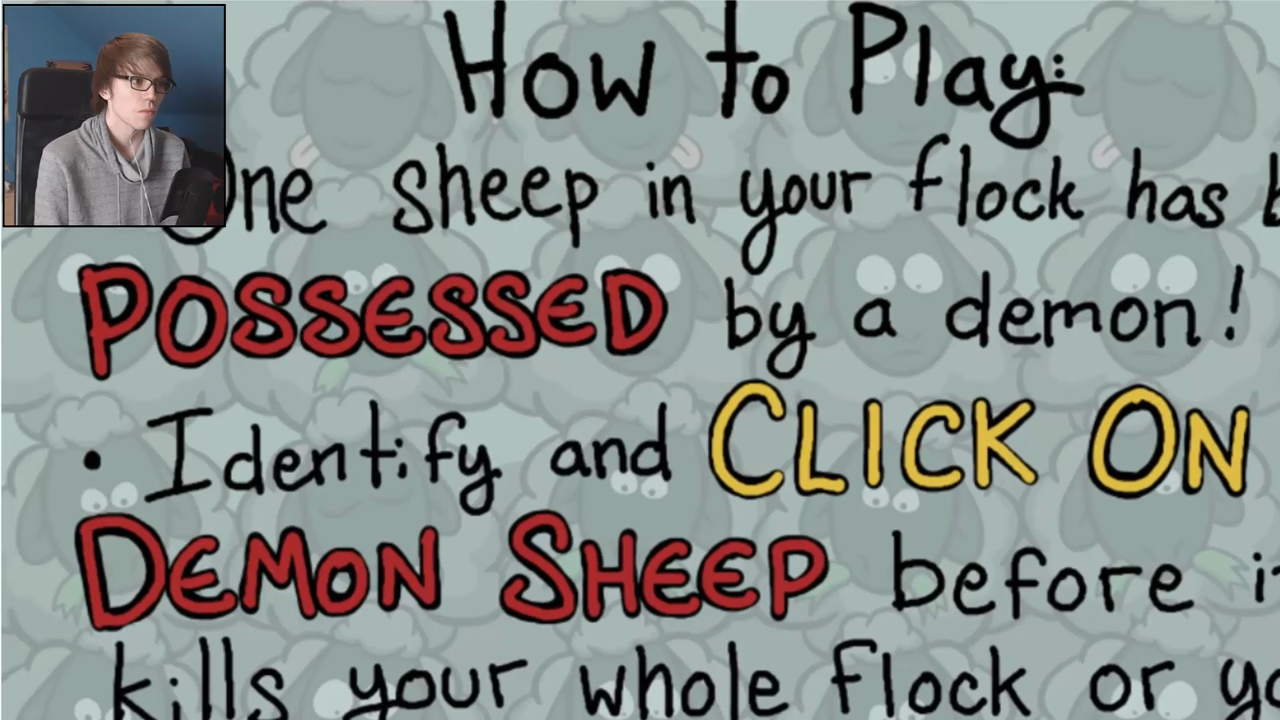 How to Play:
One sheep in your flock has
POSSESSED by a demon!
• Identify and CLICK ON
DEMON SHEEP before
kills your whole flock or